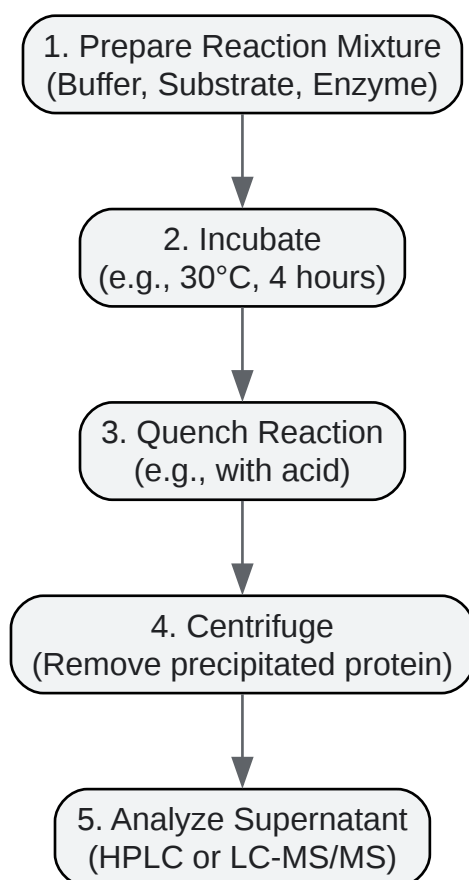 1. Prepare Reaction Mixture
(Buffer, Substrate, Enzyme)
2. Incubate
(e.g., 30°C, 4 hours)
3. Quench Reaction
(e.g., with acid)
4. Centrifuge
(Remove precipitated protein)
5. Analyze Supernatant
(HPLC or LC-MS/MS)